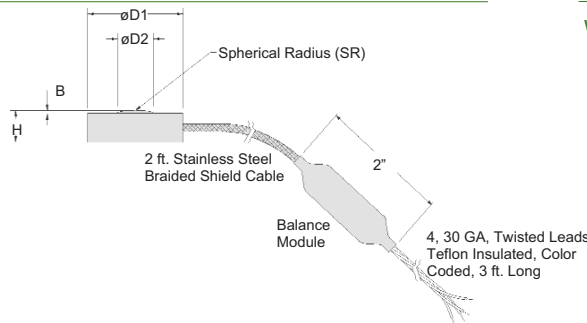 øD1
øD2
Spherical Radius (SR)
B
H
2 ft. Stainless Steel
Braided Shield Cable
2”
Balance
Module
4, 30 GA, Twisted Leads
Teflon Insulated, Color
Coded, 3 ft. Long